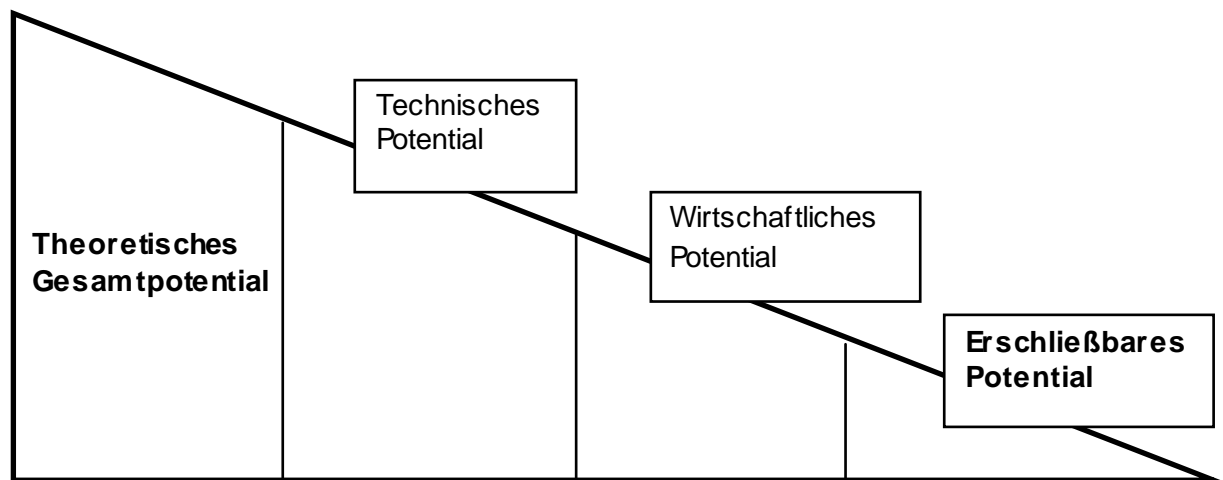 Technisches
Potential
Wirtschaftliches
Potential
Theoretisches
Gesamtpotential
Erschließbares
Potential